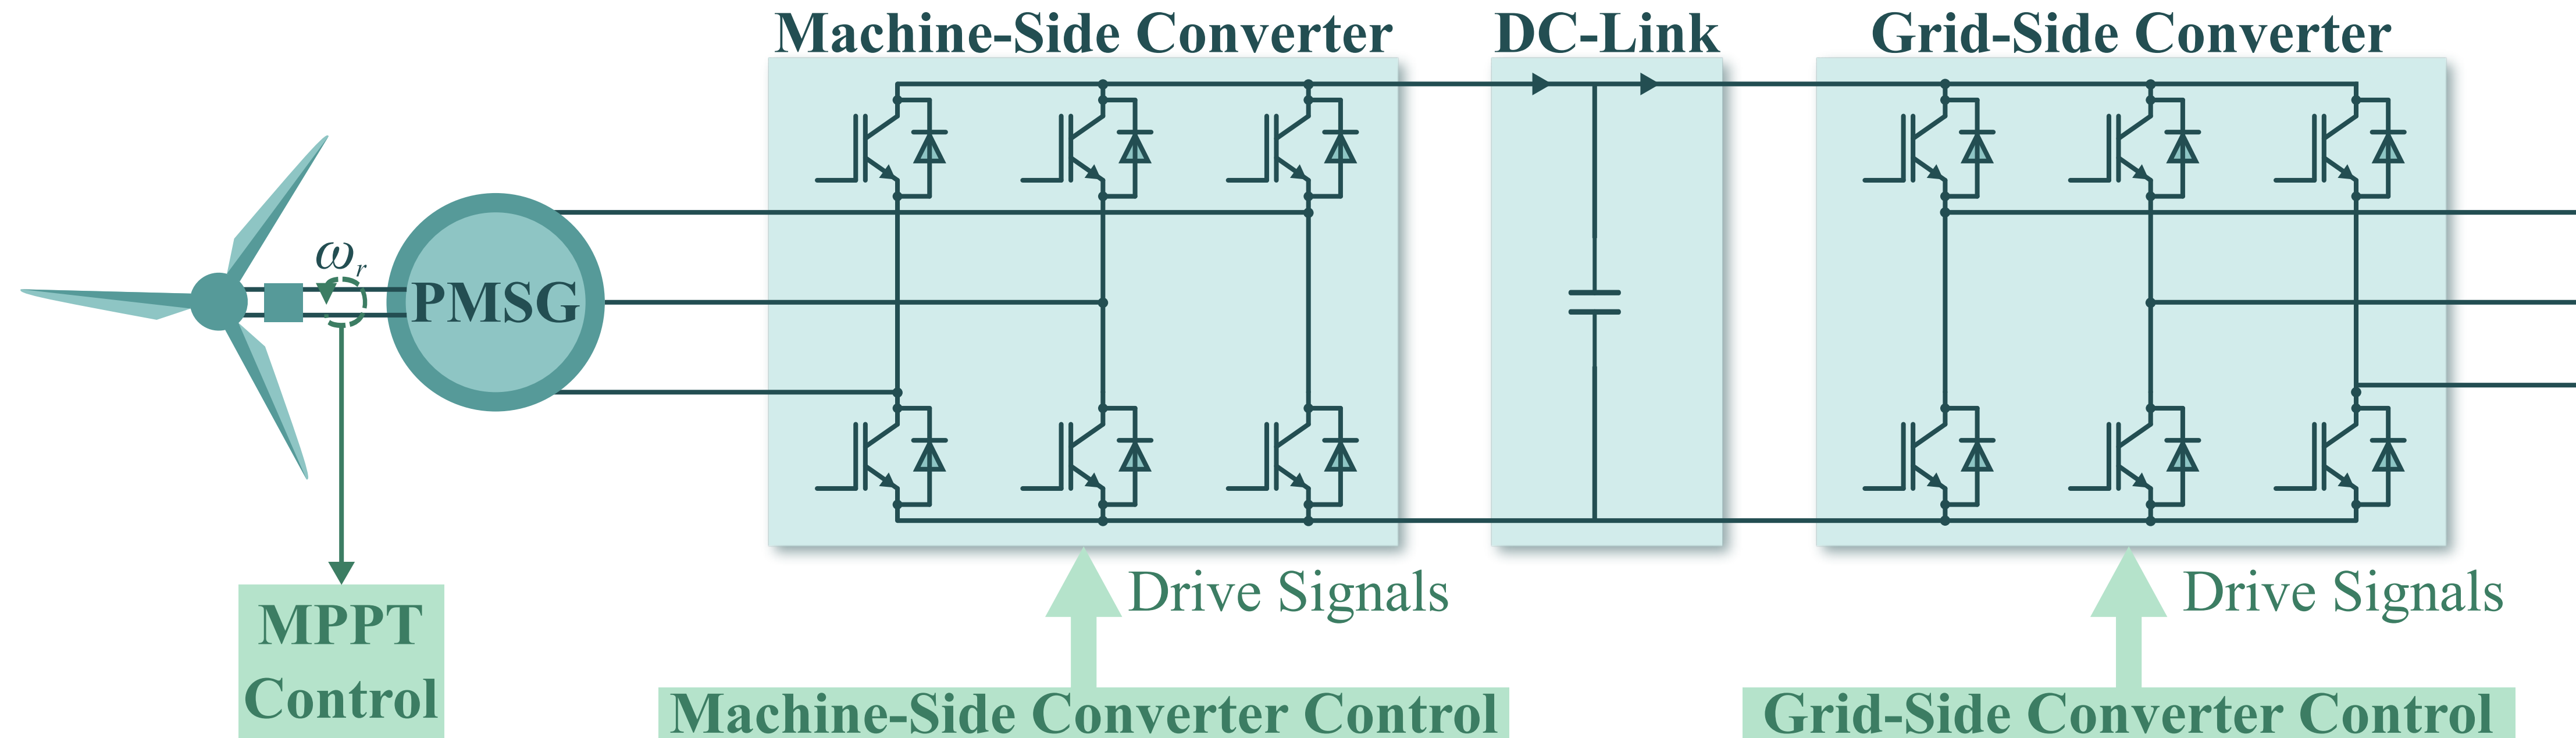 Machine-Side Converter
DC-Link
Grid-Side Converter
ωr
PMSG
Drive Signals
Drive Signals
MPPT
Control
Machine-Side Converter Control
Grid-Side Converter Control